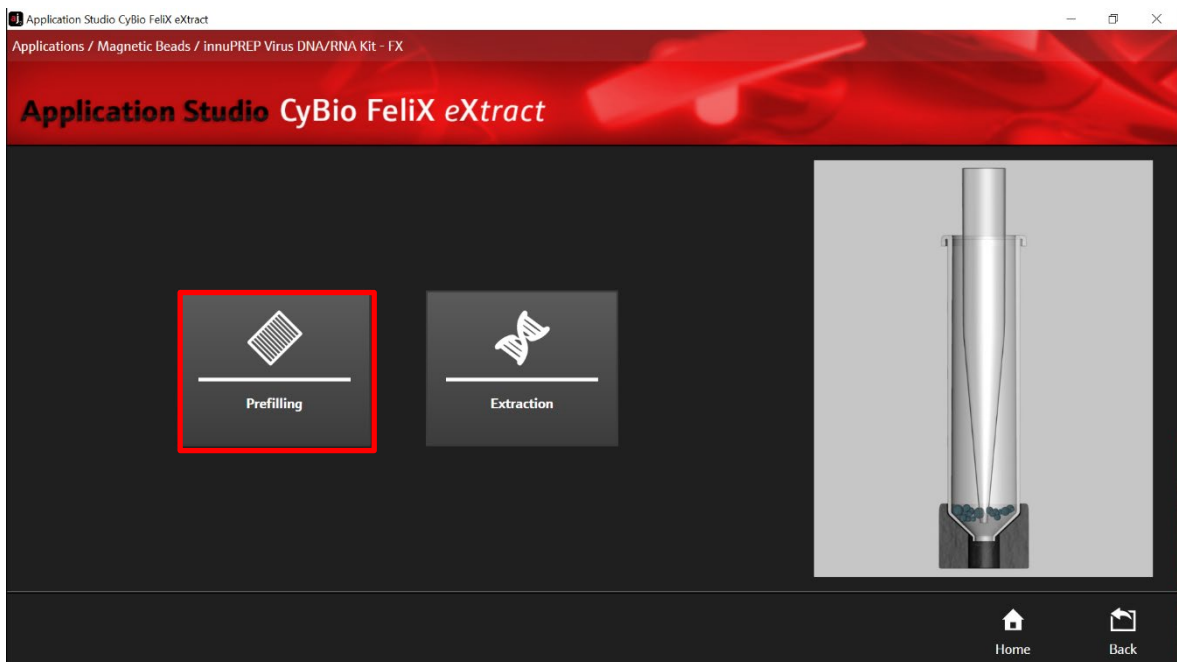 Application Studio CyBio FeliX eXtract
Applications / Magnetic Beads / innuPREP Virus DNA/RNA Kit - FX
Application Studio CyBio FeliX eXtract
Prefilling
Extraction
Home
Back